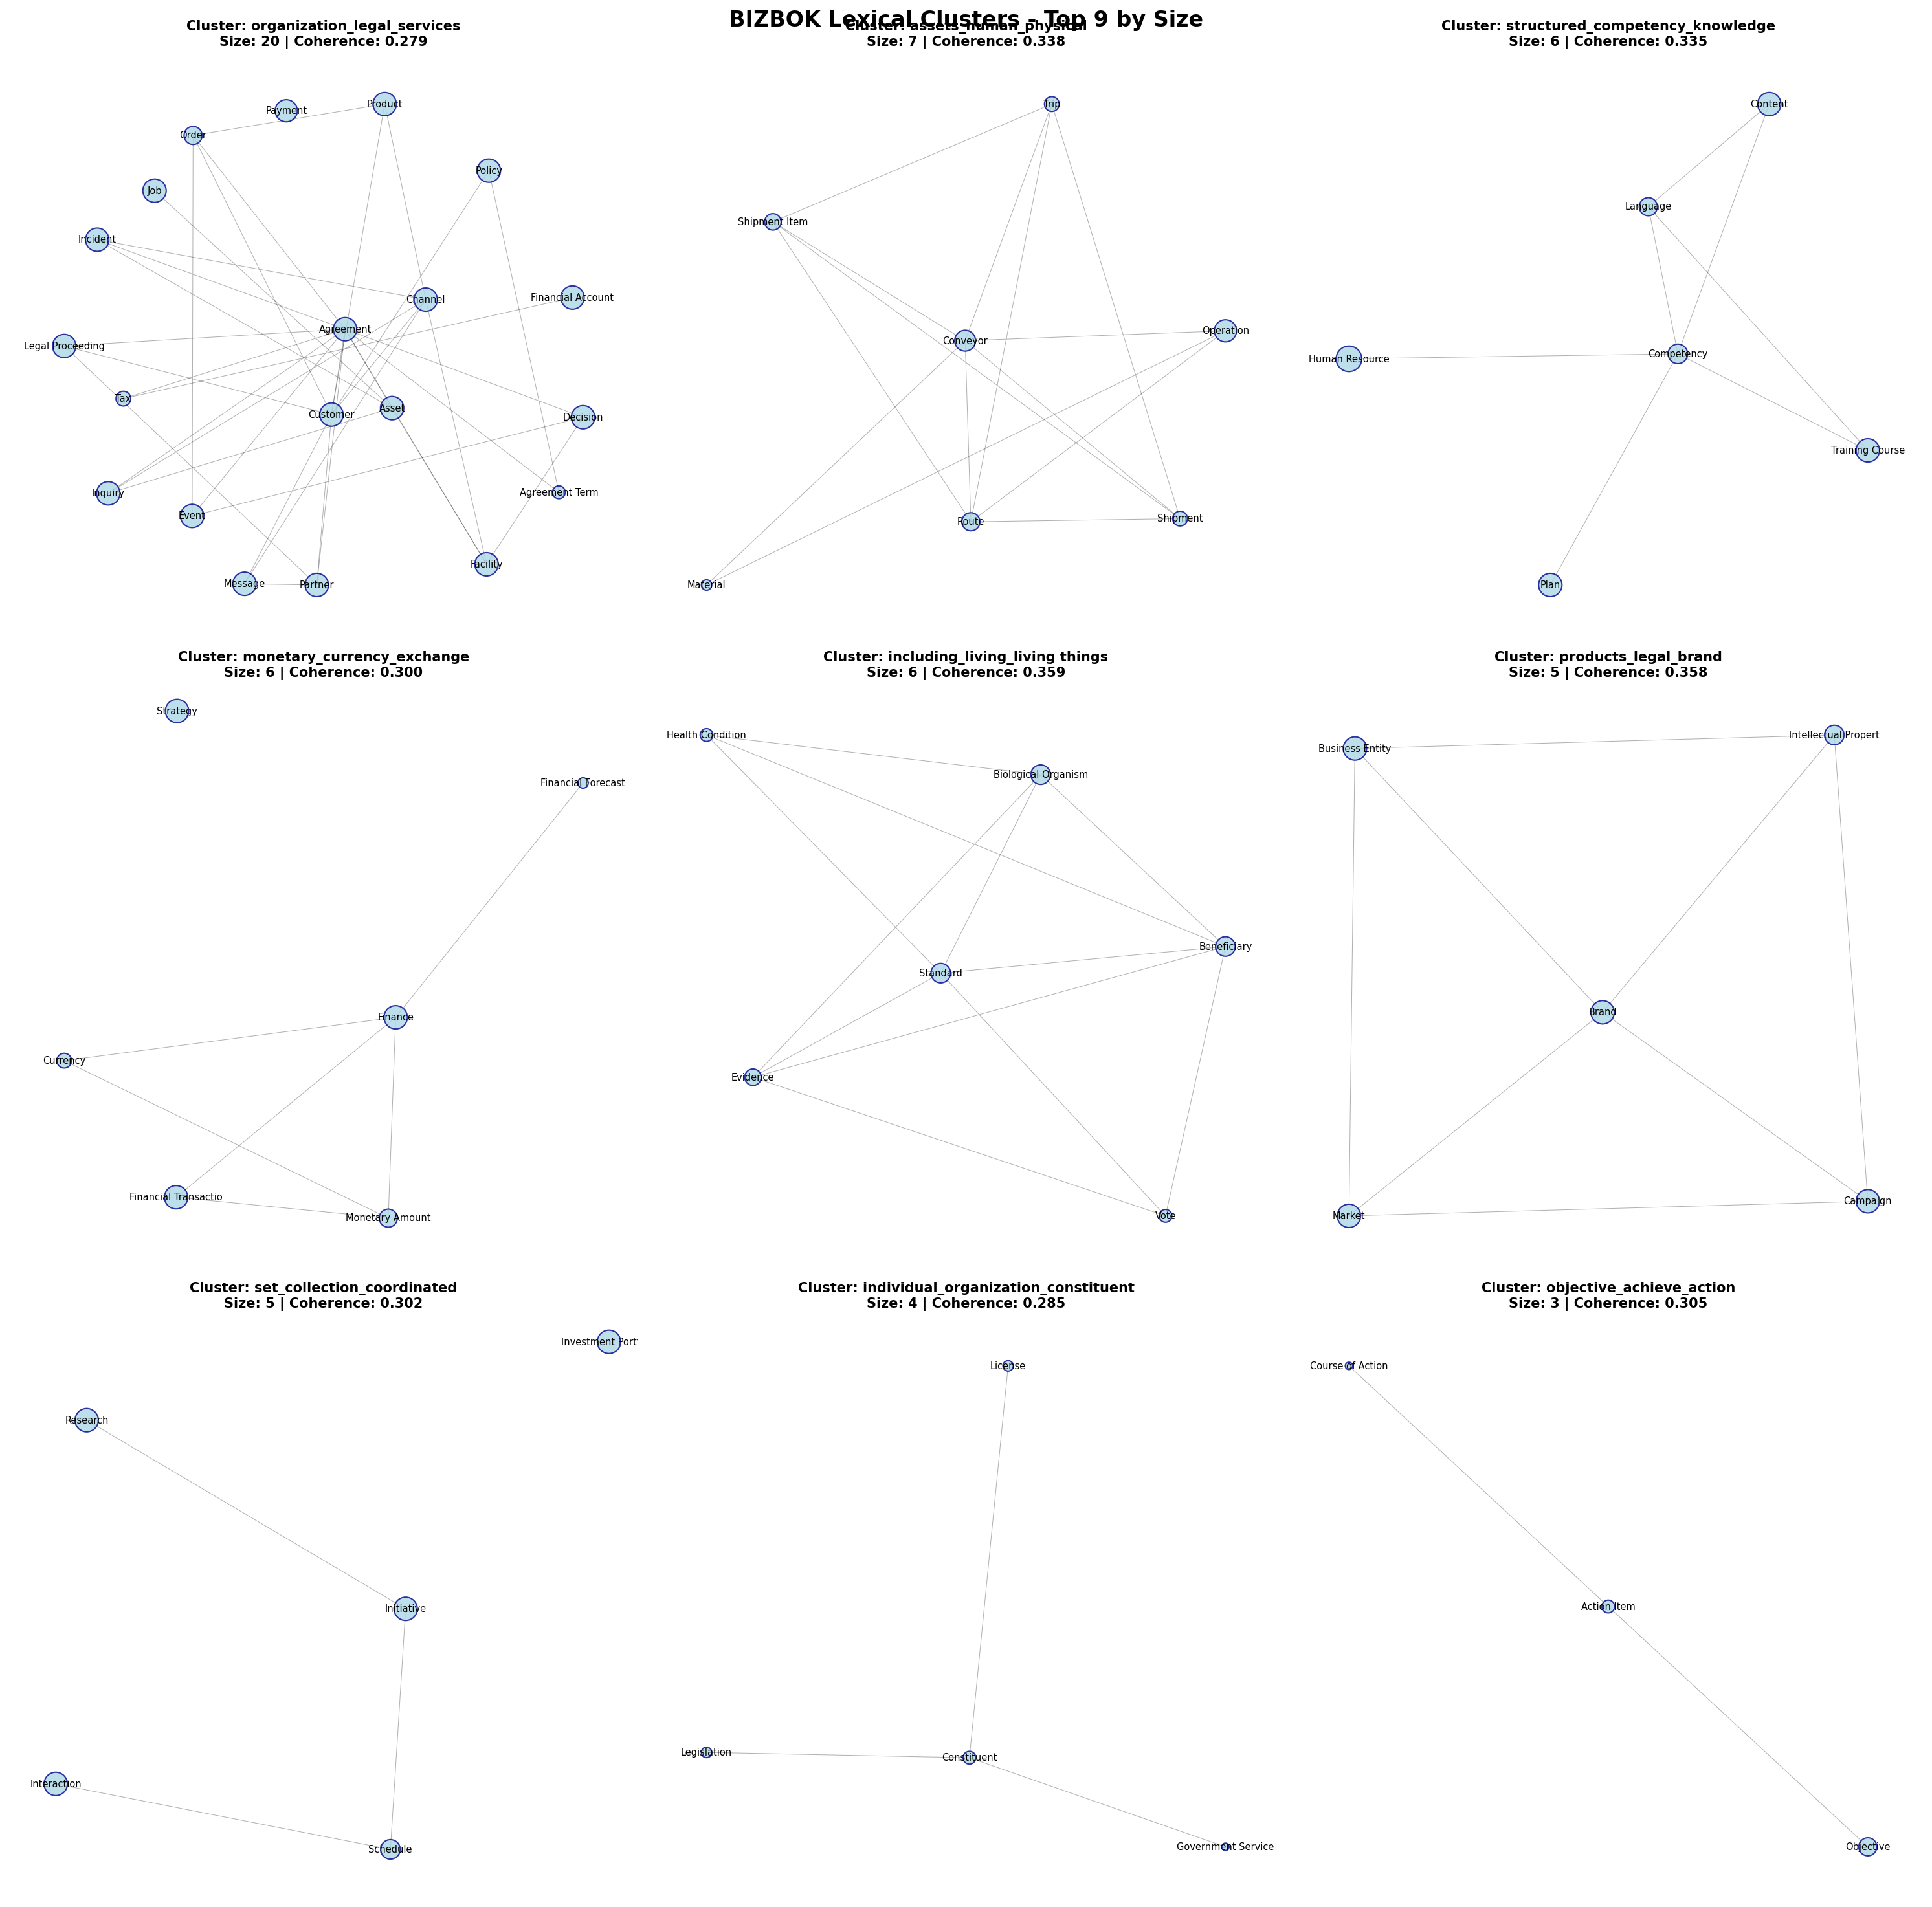 BIZBOK Lexical Clusters - Top 9 by Size
Cluster: organization_legal_services
Size: 20 | Coherence: 0.279
Payment
Product
Order
Policy
Job
Incident
Financial Account
Channel
Agreement
Legal Proceeding
Tax
Customer
Asset
Decision
Inquiry
Agreement Term
Event
Facility
Message
Partner
Cluster: assets_human_physical
Size: 7 | Coherence: 0.338
Trip
Shipment Item
Operation
Conveyor
Route
Shipment
Material
Cluster: structured_competency_knowledge
Size: 6 | Coherence: 0.335
Content
Language
Human Resource
Competency
Training Course
Plan
Cluster: monetary_currency_exchange
Size: 6 | Coherence: 0.300
Strategy
Financial Forecast
Finance
Currency
Financial Transactio
Monetary Amount
Cluster: including_living_living things
Size: 6 | Coherence: 0.359
Health Condition
Biological Organism
Beneficiary
Standard
Evidence
Vote
Cluster: products_legal_brand
Size: 5 | Coherence: 0.358
Business Entity
Intellectual Propert
Brand
Market
Campaign
Cluster: set_collection_coordinated
Size: 5 | Coherence: 0.302
Investment Port
Research
Initiative
Interaction
Schedule
Cluster: individual_organization_constituent
Size: 4 | Coherence: 0.285
License
Legislation
Constituent
Government Service
Cluster: objective_achieve_action
Size: 3 | Coherence: 0.305
Course of Action
Action Item
Objective